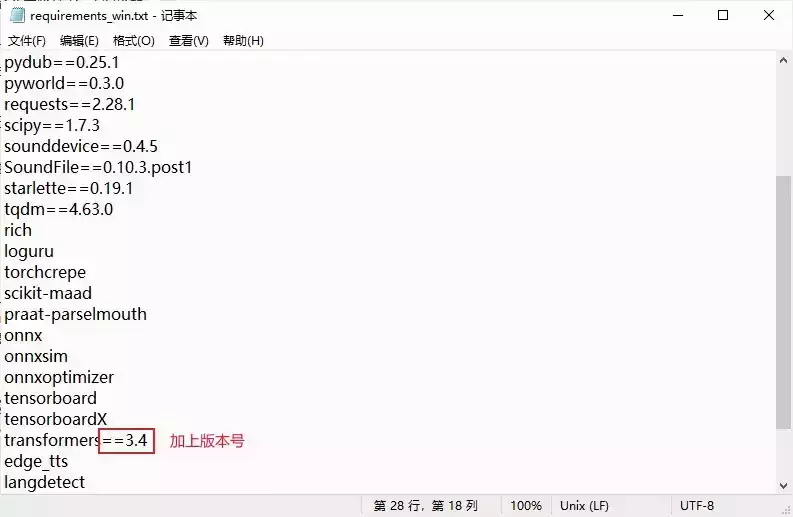 requirements_win.txt - 记事本
文件(F) 编辑(E) 格式(O) 查看(V) 帮助(H)
pydub==0.25.1
pyworld==0.3.0
requests==2.28.1
scipy==1.7.3
sounddevice==0.4.5
SoundFile==0.10.3.post1
starlette==0.19.1
tqdm==4.63.0
rich
loguru
torchcrepe
scikit-maad
praat-parselmouth
onnx
onnxsim
onnxoptimizer
tensorboard
tensorboardX
transformers==3.4 加上版本号
edge_tts
langdetect
第 28 行，第 18 列 100% Unix (LF) UTF-8